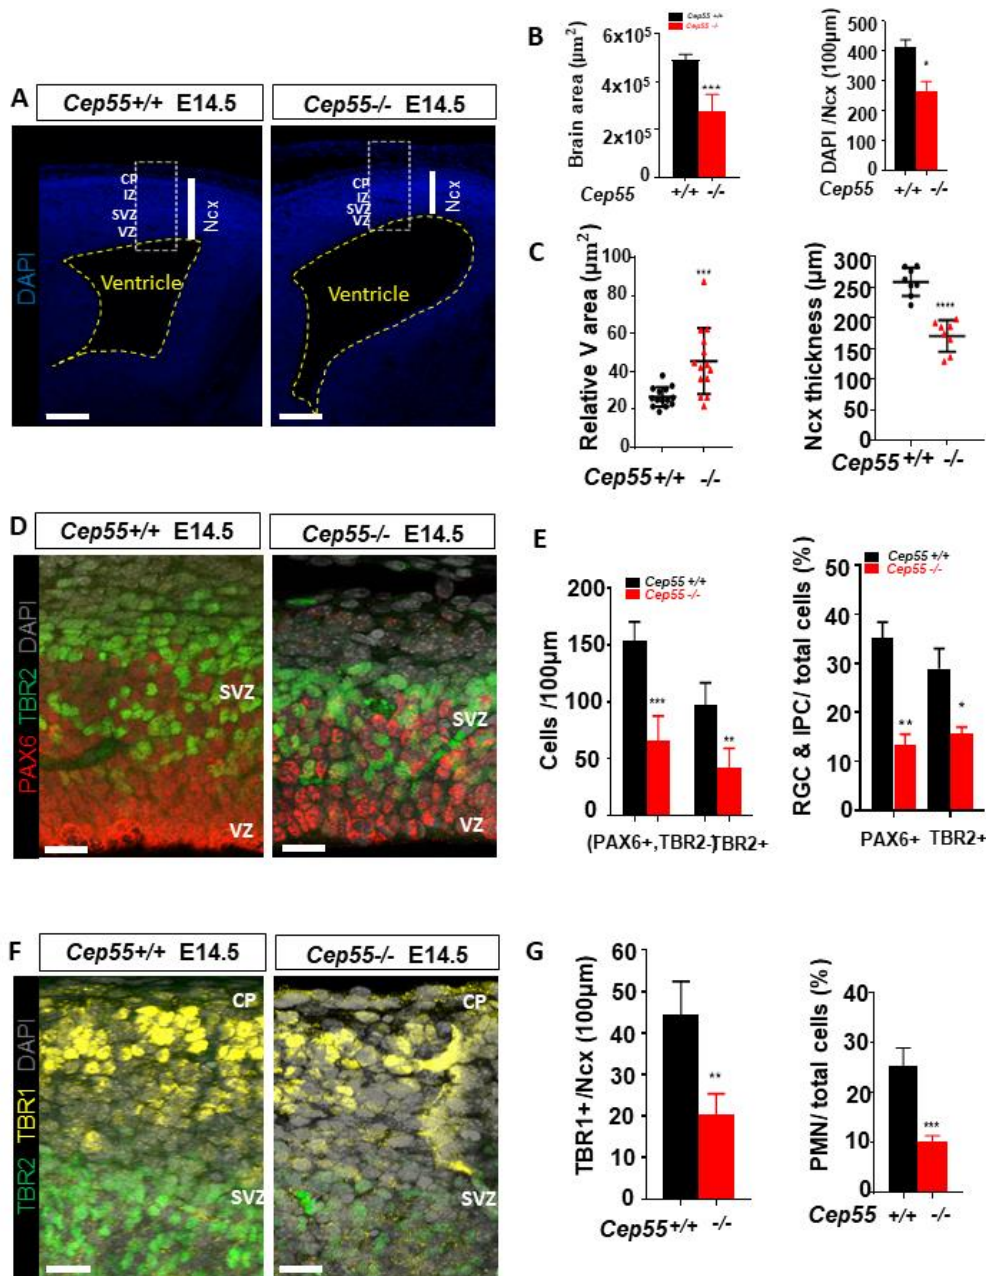 A
Cep55+/+ E14.5
Cep55-/- E14.5
DAPI
CP
IZ
SVZ
VZ
Ncx
Ventricle
CP
IZ
SVZ
VZ
Ncx
Ventricle
B
Cep55 +/+
Cep55 -/-
Brain area (µm²)
6x10⁵
4x10⁵
2x10⁵
0
***
Cep55 +/+ -/-
DAPI /Ncx (100µm)
500
400
300
200
100
0
*
Cep55 +/+ -/-
C
Relative V area (µm²)
100
80
60
40
20
0
***
Cep55 +/+ -/-
Ncx thickness (µm)
300
250
200
150
100
50
0
****
Cep55 +/+ -/-
D
Cep55+/+ E14.5
Cep55-/- E14.5
PAX6 TBR2 DAPI
SVZ
VZ
SVZ
VZ
E
Cep55 +/+
Cep55 -/-
Cells /100µm
200
150
100
50
0
***
**
(PAX6+,TBR2-)
TBR2+
Cep55 +/+
Cep55 -/-
RGC & IPC/ total cells (%)
50
40
30
20
10
0
**
*
PAX6+ TBR2+
F
Cep55+/+ E14.5
Cep55-/- E14.5
TBR2 TBR1 DAPI
CP
SVZ
CP
SVZ
G
TBR1+/Ncx (100µm)
60
50
40
30
20
10
0
**
Cep55 +/+ -/-
PMN/ total cells (%)
40
30
20
10
0
***
Cep55 +/+ -/-